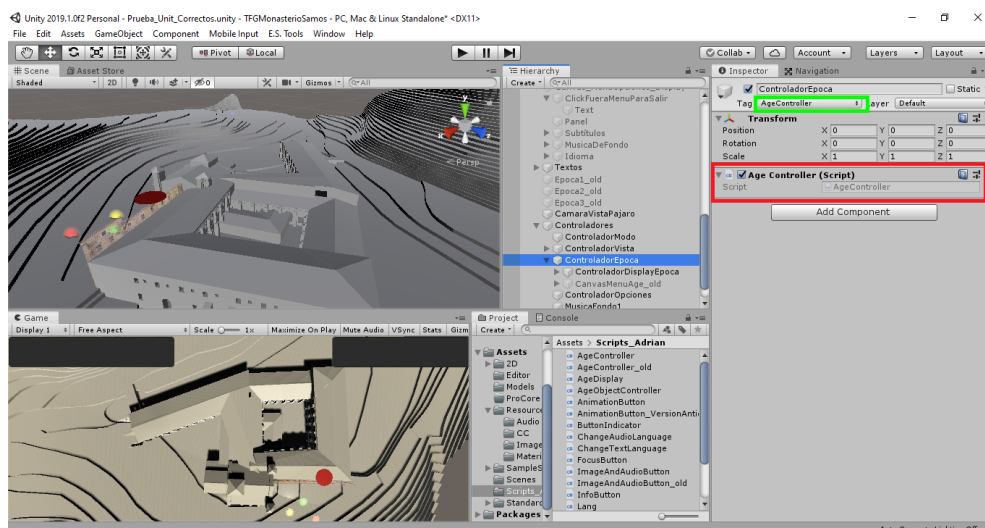 Unity 2019.1.0f2 Personal - Prueba_Unit_Correctos.unity - TFGMonasterioSamos - PC, Mac & Linux Standalone* <DX11>
File Edit Assets GameObject Component Mobile Input E.S. Tools Window Help
Pivot Local
Collab Account Layers Layout
Scene Asset Store
Shaded 2D 0 Gizmos All
Persp
Hierarchy
Create All
ClickFueraMenuParaSalir
Text
Panel
Subtitulos
MusicaDeFondo
Idioma
Textos
Epoca1_old
Epoca2_old
Epoca3_old
CamaraVistaPajaro
Controladores
ControladorModo
ControladorVista
ControladorEpoca
ControladorDisplayEpoca
CanvasMenuAge_old
ControladorOpciones
MusicaFondo1
Inspector Navigation
ControladorEpoca Static
Tag AgeController Layer Default
Transform
Position X 0 Y 0 Z 0
Rotation X 0 Y 0 Z 0
Scale X 1 Y 1 Z 1
Age Controller (Script)
Script AgeController
Add Component
Game
Display 1 Free Aspect Scale 1x Maximize On Play Mute Audio VSync Stats Gizm
Project Console
Create
Assets
2D
Editor
Models
ProCore
Resourc
Audio
CC
Image
Materi
SampleS
Scenes
Scripts_
Standard
Packages
Assets > Scripts_Adrian
AgeController
AgeController_old
AgeDisplay
AgeObjectController
AnimationButton
AnimationButton_VersionAnti
ButtonIndicator
ChangeAudioLanguage
ChangeTextLanguage
FocusButton
ImageAndAudioButton
ImageAndAudioButton_old
InfoButton
Lang